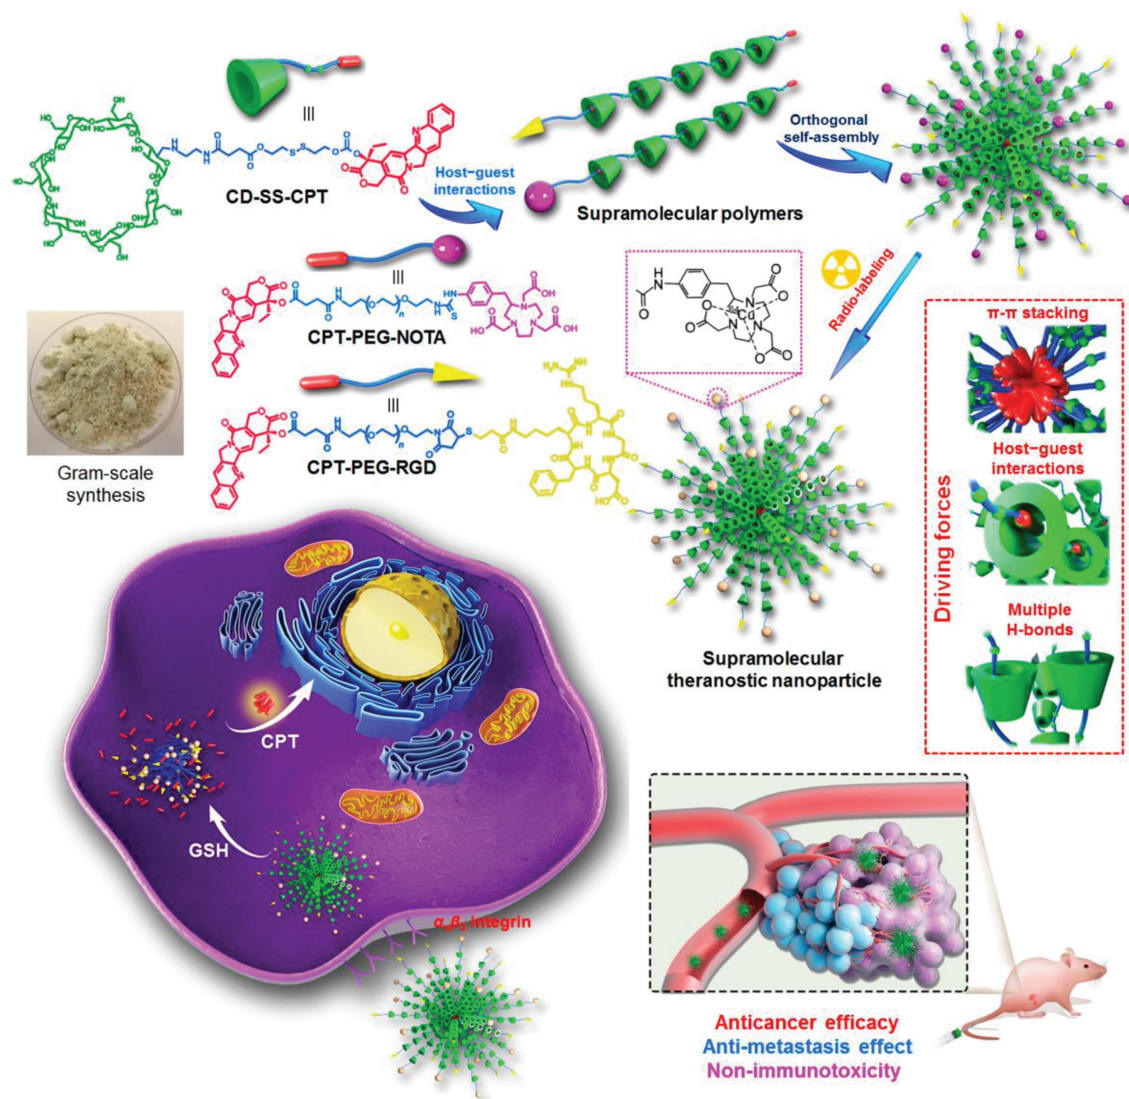 CD-SS-CPT
Host-guest
interactions
Supramolecular polymers
Orthogonal
self-assembly
CPT-PEG-NOTA
CPT-PEG-RGD
Gram-scale
synthesis
Radio-labeling
Supramolecular
theranostic nanoparticle
Driving forces
π-π stacking
Host-guest
interactions
Multiple
H-bonds
CPT
GSH
αvβ3 integrin
Anticancer efficacy
Anti-metastasis effect
Non-immunotoxicity